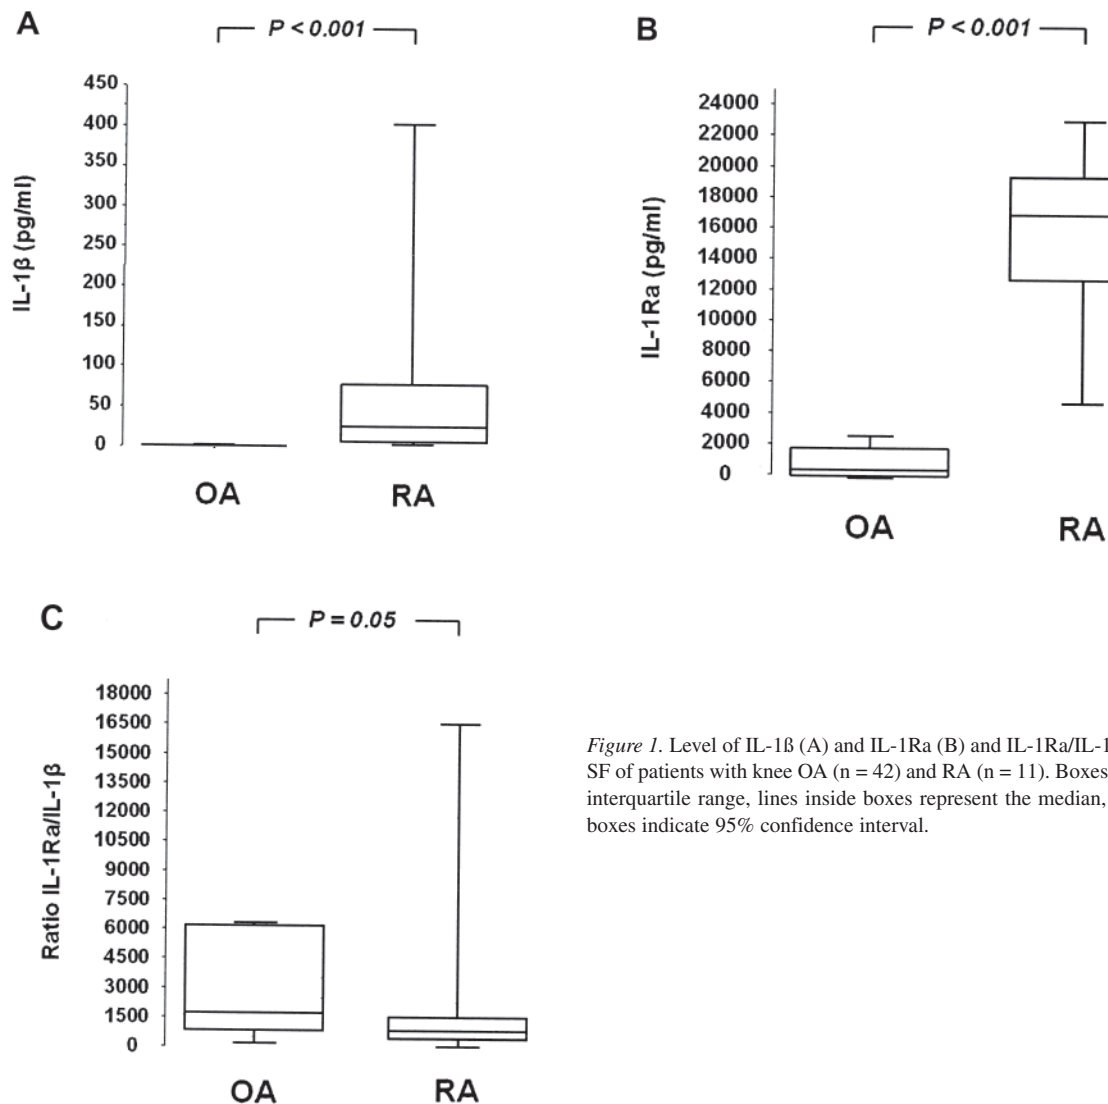 A
P < 0.001
IL-1β (pg/ml)
450
400
350
300
250
200
150
100
50
0
OA RA
B
P < 0.001
IL-1Ra (pg/ml)
24000
22000
20000
18000
16000
14000
12000
10000
8000
6000
4000
2000
0
OA RA
C
P = 0.05
Ratio IL-1Ra/IL-1β
18000
16500
15000
13500
12000
10500
9000
7500
6000
4500
3000
1500
0
OA RA
Figure 1. Level of IL-1ß (A) and IL-1Ra (B) and IL-1Ra/IL-1
SF of patients with knee OA (n = 42) and RA (n = 11). Boxes
interquartile range, lines inside boxes represent the median,
boxes indicate 95% confidence interval.